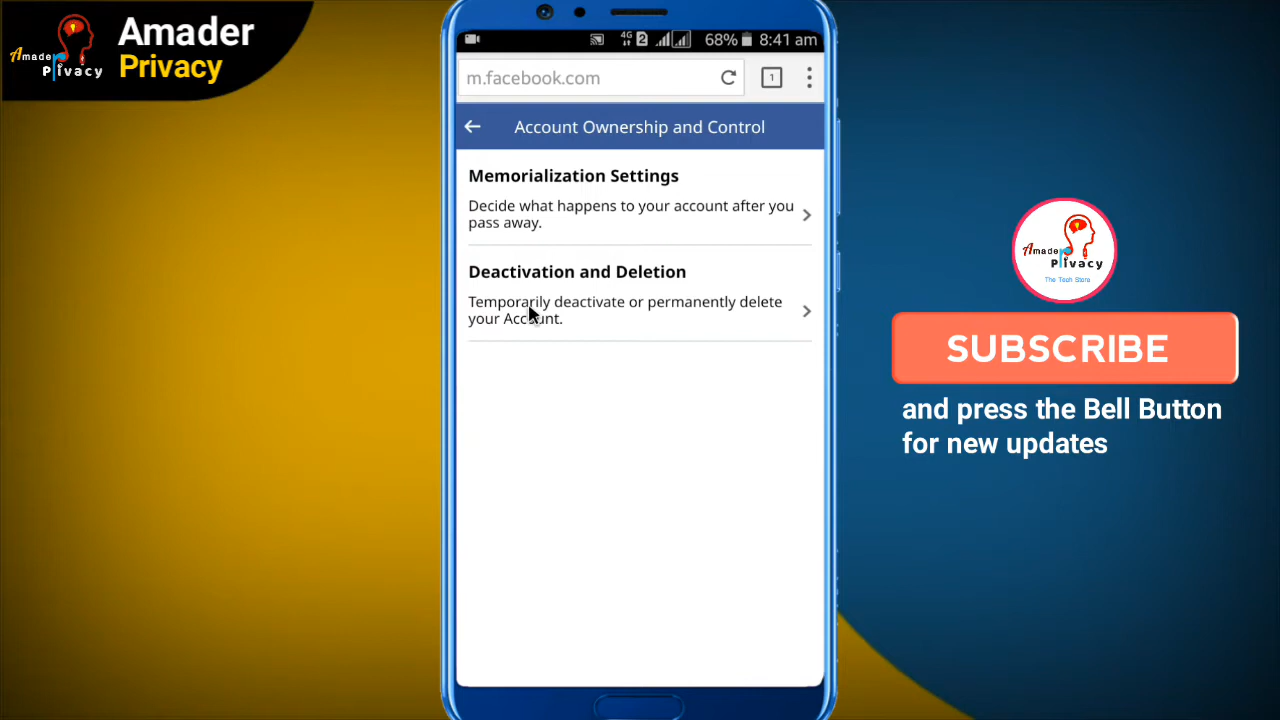 Amader
Privacy
Amader
Privacy
4G 2 68% 8:41 am
m.facebook.com 1
Account Ownership and Control
Memorialization Settings
Decide what happens to your account after you
pass away.
Deactivation and Deletion
Temporarily deactivate or permanently delete
your Account.
Amader
Privacy
The Tech Store
SUBSCRIBE
and press the Bell Button
for new updates